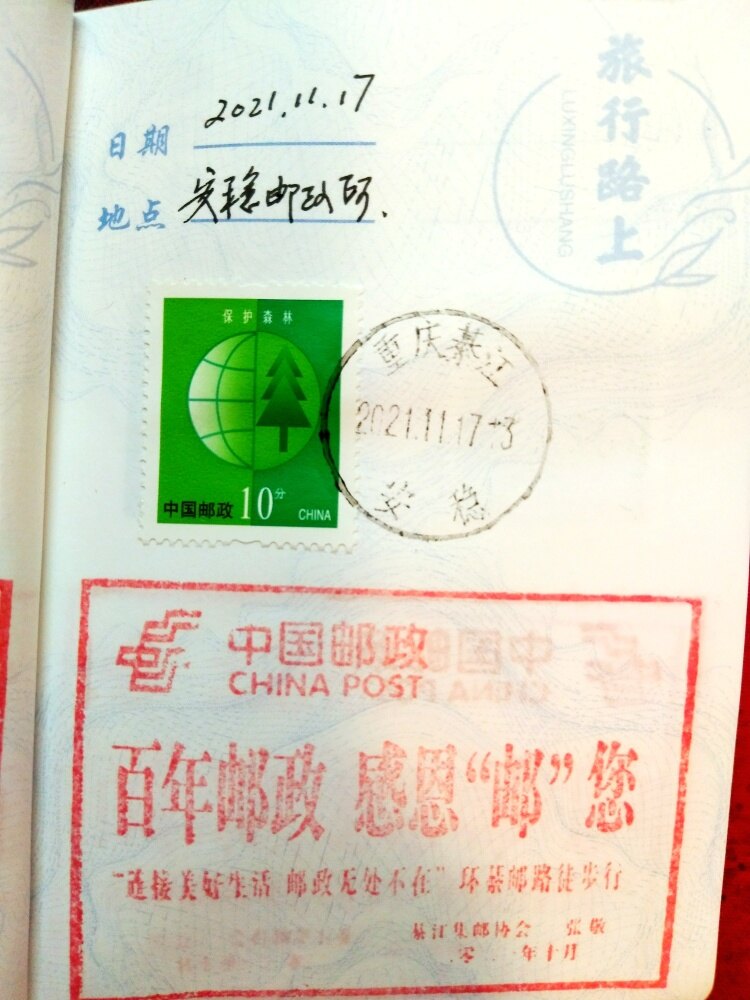 旅行路上
LUXINGLUSHANG
日期 2021.11.17
地点 安稳邮政所.
保护森林
中国邮政 10分 CHINA
重庆綦江
2021.11.17 13
安稳
中国邮政
CHINA POST
百年邮政 感恩“邮”您
“连接美好生活 邮政无处不在”环綦邮路徒步行
綦江集邮协会 张敬
年十月